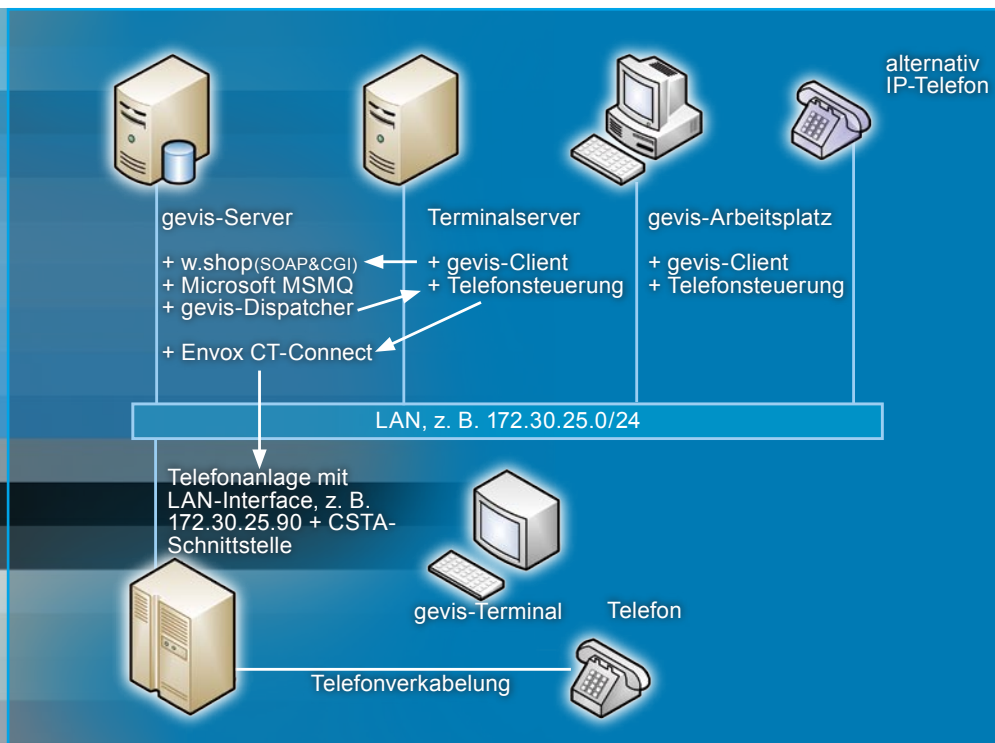 alternativ
IP-Telefon
gevis-Server
+ w.shop(SOAP&CGI)
+ Microsoft MSMQ
+ gevis-Dispatcher
+ Envox CT-Connect
Terminalserver
+ gevis-Client
+ Telefonsteuerung
gevis-Arbeitsplatz
+ gevis-Client
+ Telefonsteuerung
LAN, z. B. 172.30.25.0/24
Telefonanlage mit
LAN-Interface, z. B.
172.30.25.90 + CSTA-
Schnittstelle
gevis-Terminal
Telefon
Telefonverkabelung